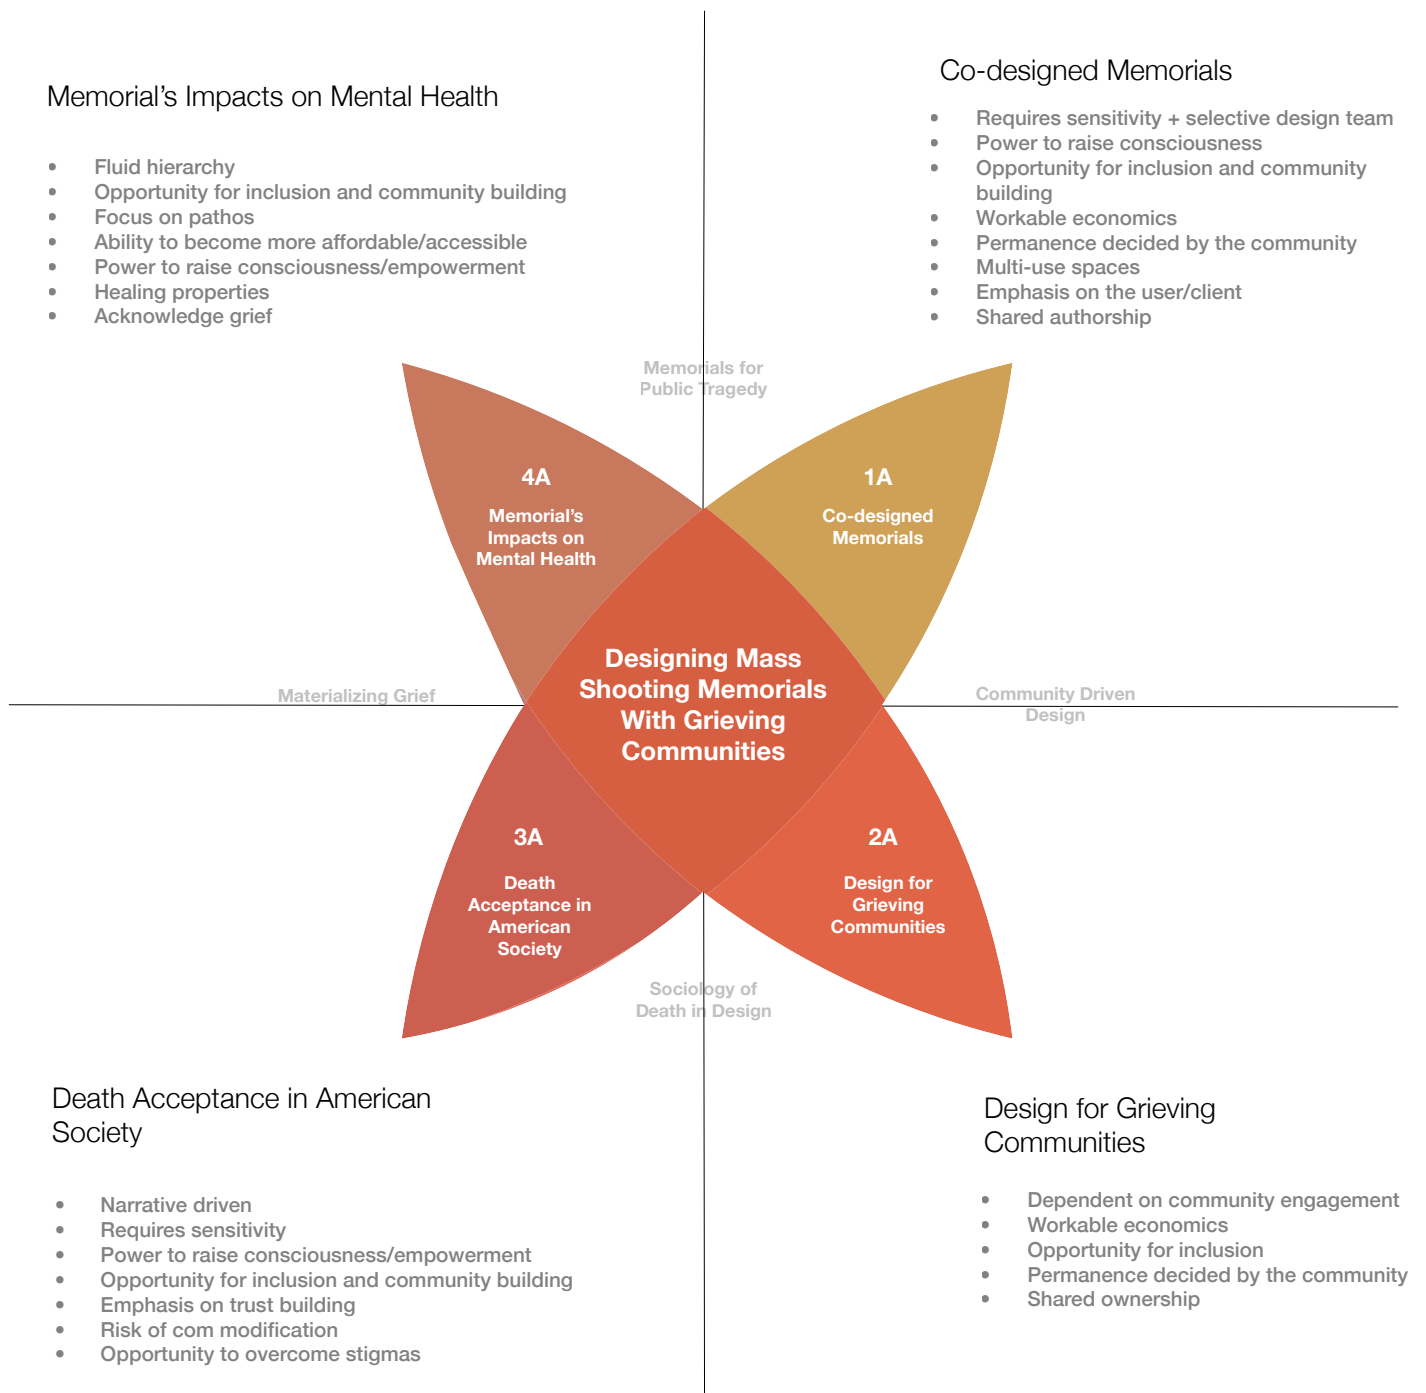 Memorial's Impacts on Mental Health
• Fluid hierarchy
• Opportunity for inclusion and community building
• Focus on pathos
• Ability to become more affordable/accessible
• Power to raise consciousness/empowerment
• Healing properties
• Acknowledge grief
Co-designed Memorials
• Requires sensitivity + selective design team
• Power to raise consciousness
• Opportunity for inclusion and community
building
• Workable economics
• Permanence decided by the community
• Multi-use spaces
• Emphasis on the user/client
• Shared authorship
Memorials for
Public Tragedy
4A
Memorial's
Impacts on
Mental Health
1A
Co-designed
Memorials
Materializing Grief
Designing Mass
Shooting Memorials
With Grieving
Communities
Community Driven
Design
3A
Death
Acceptance in
American
Society
2A
Design for
Grieving
Communities
Sociology of
Death in Design
Death Acceptance in American
Society
• Narrative driven
• Requires sensitivity
• Power to raise consciousness/empowerment
• Opportunity for inclusion and community building
• Emphasis on trust building
• Risk of com modification
• Opportunity to overcome stigmas
Design for Grieving
Communities
• Dependent on community engagement
• Workable economics
• Opportunity for inclusion
• Permanence decided by the community
• Shared ownership